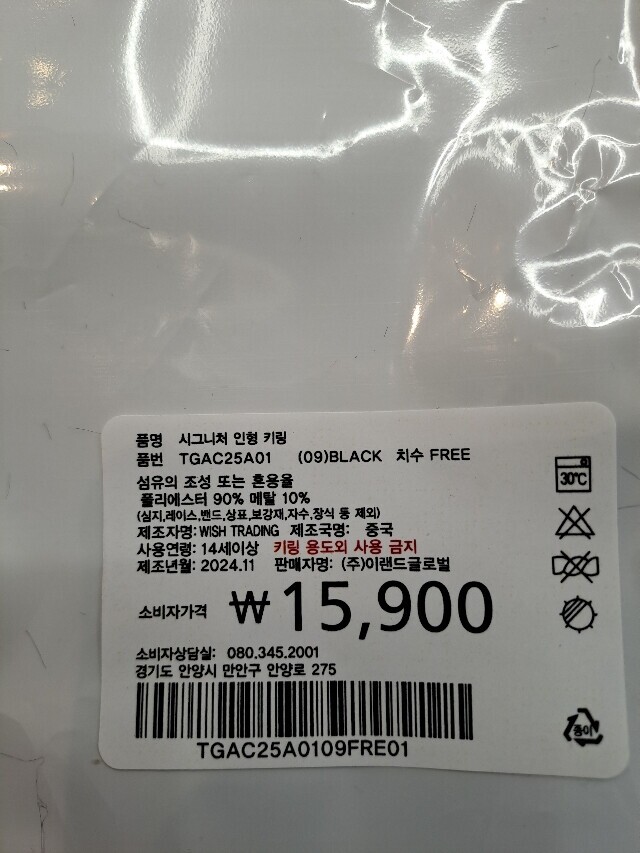 품명 시그니처 인형 키링
품번 TGAC25A01 (09)BLACK 치수 FREE
섬유의 조성 또는 혼용율
폴리에스터 90% 메탈 10%
(심지,레이스,밴드,상표,보강재,자수,장식 등 제외)
제조자명: WISH TRADING 제조국명: 중국
사용연령: 14세이상 키링 용도외 사용 금지
제조년월: 2024.11 판매자명: (주)이랜드글로벌
소비자가격 ₩15,900
소비자상담실: 080.345.2001
경기도 안양시 만안구 안양로 275
TGAC25A0109FRE01
30℃
종이